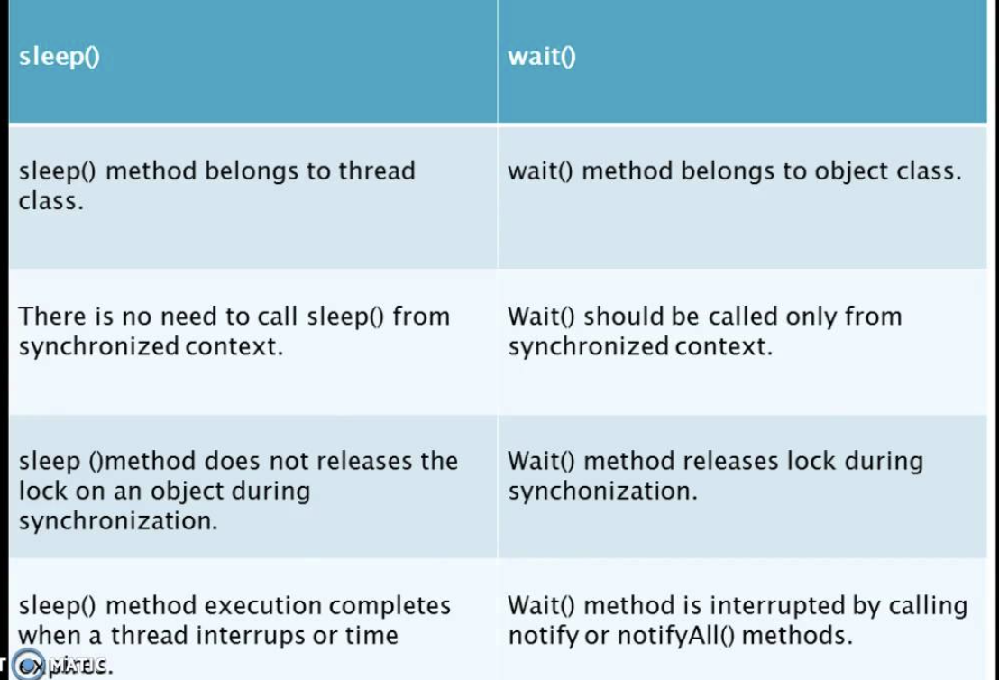 sleep()
wait()
sleep() method belongs to thread
class.
wait() method belongs to object class.
There is no need to call sleep() from
synchronized context.
Wait() should be called only from
synchronized context.
sleep ()method does not releases the
lock on an object during
synchronization.
Wait() method releases lock during
synchonization.
sleep() method execution completes
when a thread interrups or time
Wait() method is interrupted by calling
notify or notifyAll() methods.
MATIC